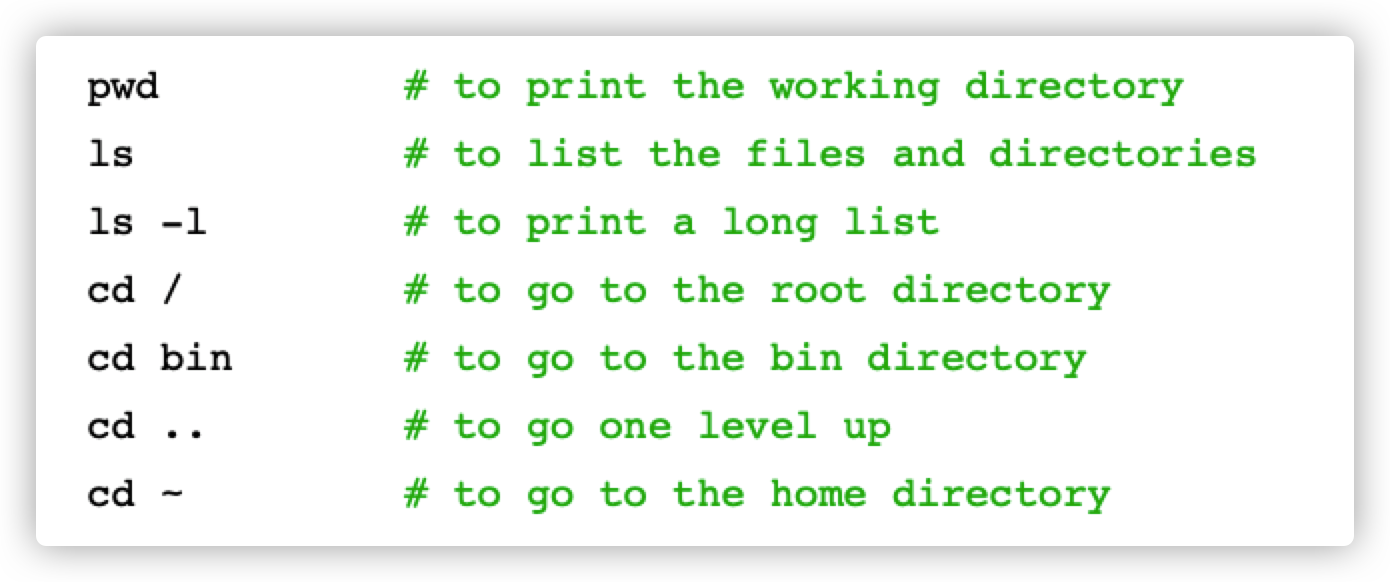 pwd # to print the working directory
ls # to list the files and directories
ls -l # to print a long list
cd / # to go to the root directory
cd bin # to go to the bin directory
cd .. # to go one level up
cd ~ # to go to the home directory